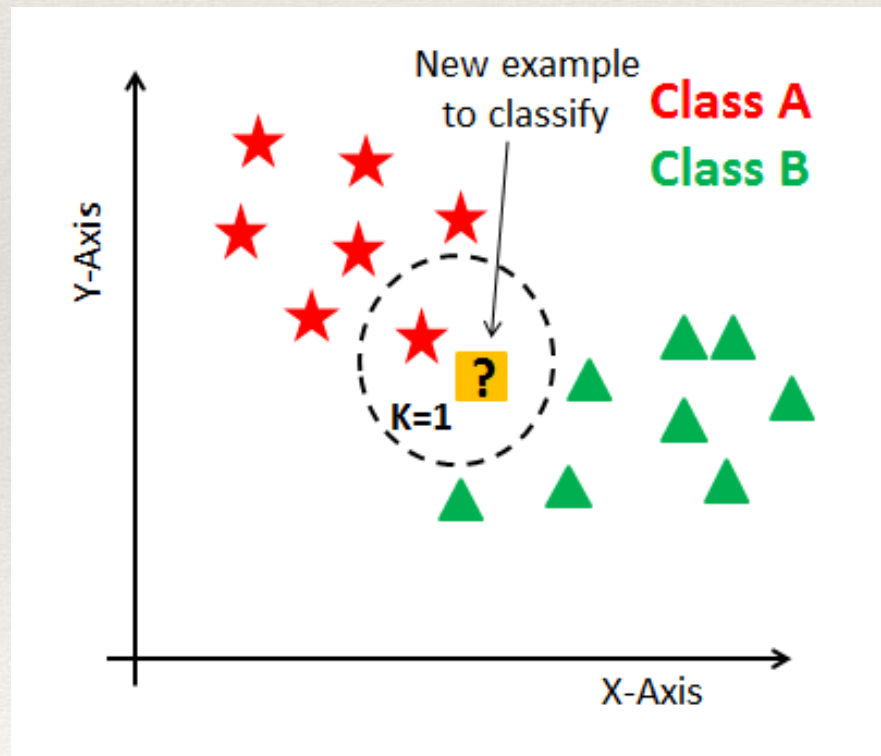 New example
to classify
Class A
Class B
Y-Axis
?
K=1
X-Axis